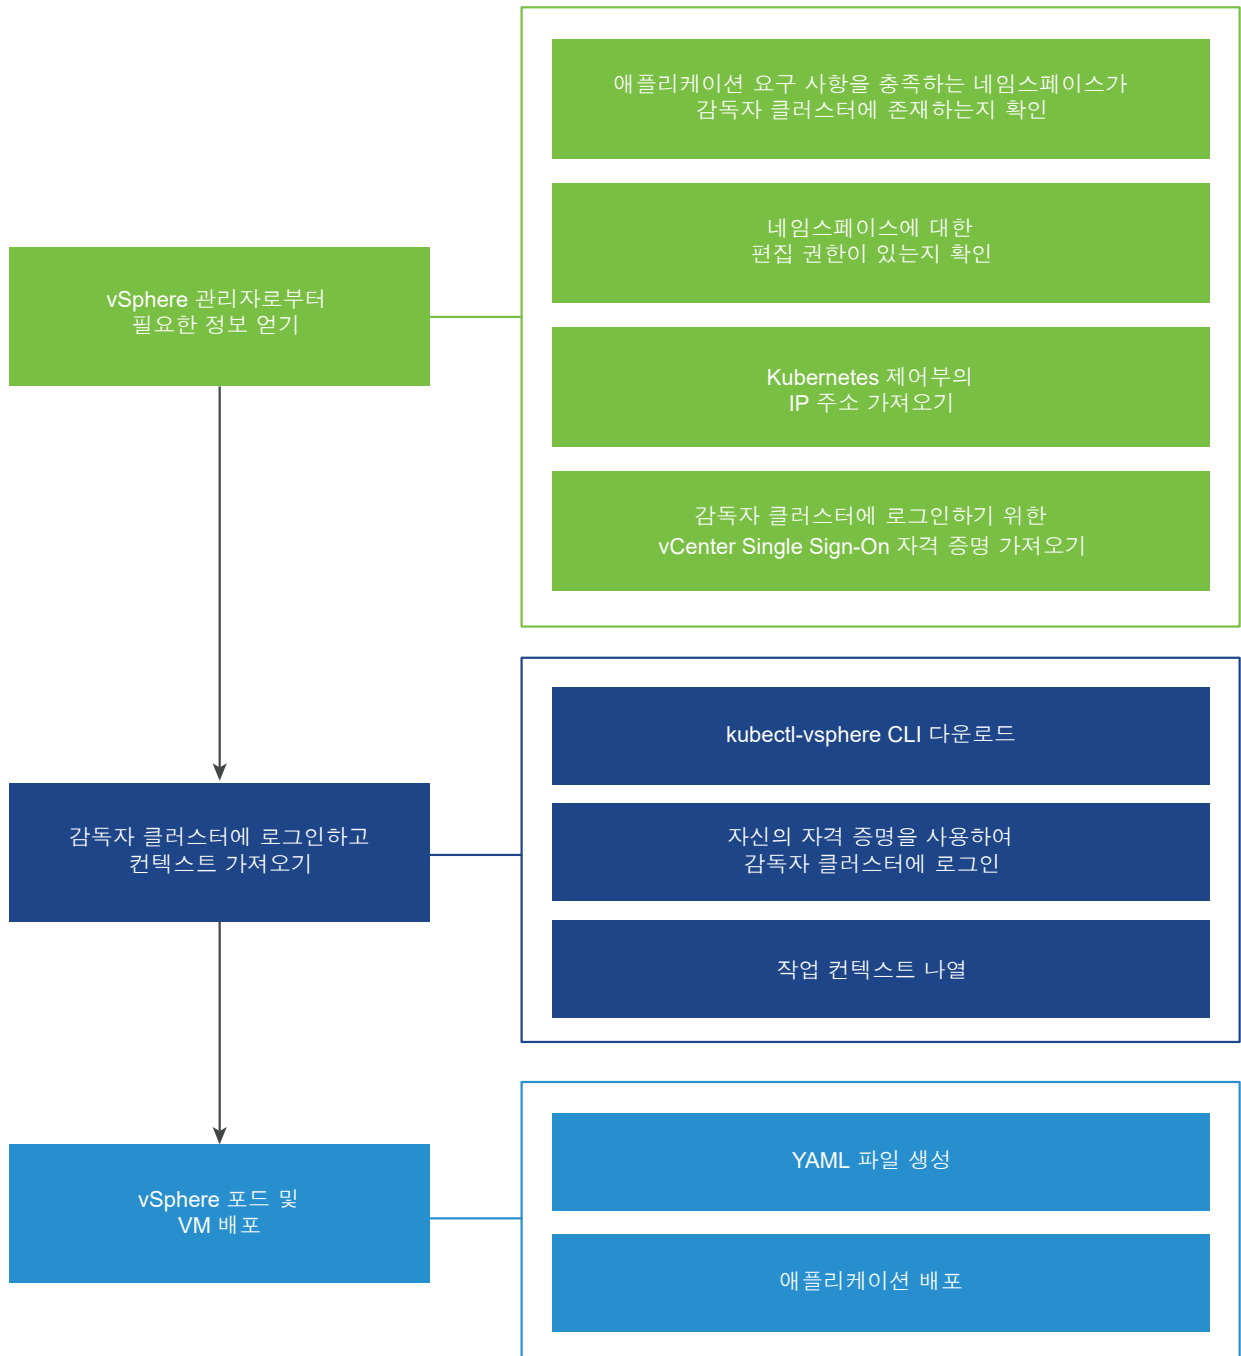 vSphere 관리자로부터
필요한 정보 얻기
애플리케이션 요구 사항을 충족하는 네임스페이스가
감독자 클러스터에 존재하는지 확인
네임스페이스에 대한
편집 권한이 있는지 확인
Kubernetes 제어부의
IP 주소 가져오기
감독자 클러스터에 로그인하기 위한
vCenter Single Sign-On 자격 증명 가져오기
감독자 클러스터에 로그인하고
컨텍스트 가져오기
kubectl-vsphere CLI 다운로드
자신의 자격 증명을 사용하여
감독자 클러스터에 로그인
작업 컨텍스트 나열
vSphere 포드 및
VM 배포
YAML 파일 생성
애플리케이션 배포